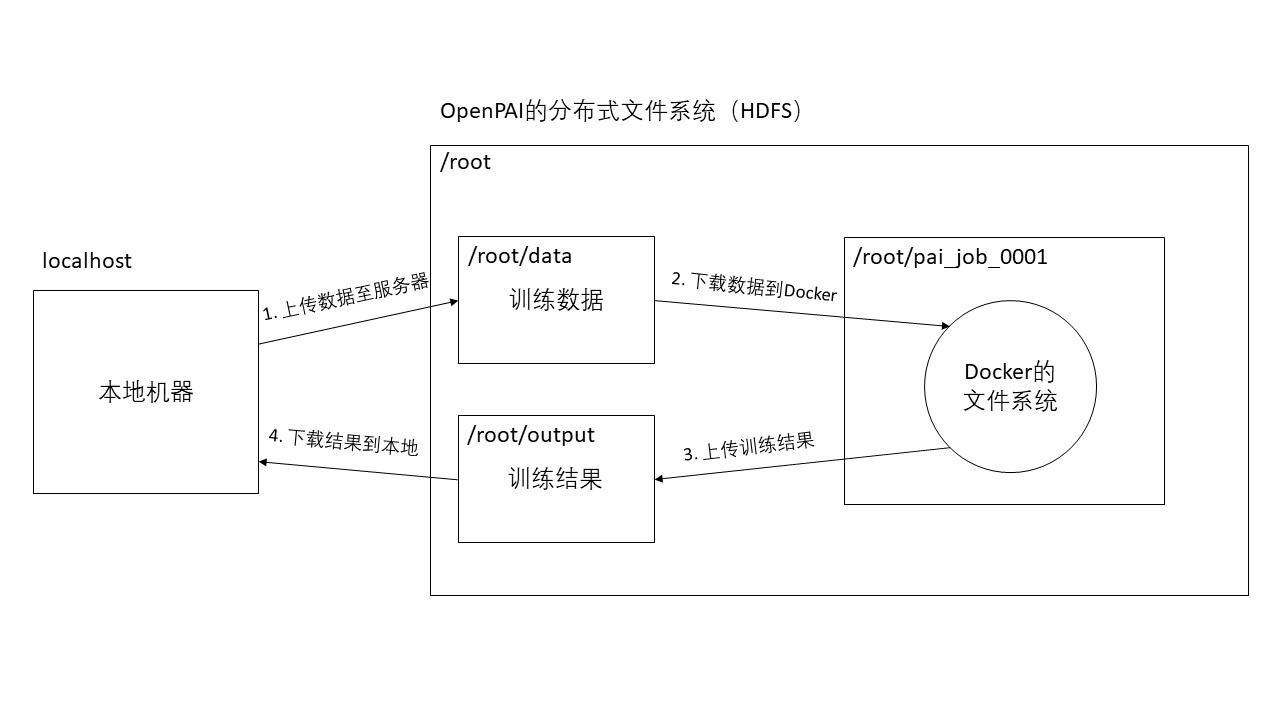 OpenPAI的分布式文件系统（HDFS）
/root
localhost
本地机器
1. 上传数据至服务器
/root/data
训练数据
2. 下载数据到Docker
/root/pai_job_0001
Docker的
文件系统
3. 上传训练结果
/root/output
训练结果
4. 下载结果到本地